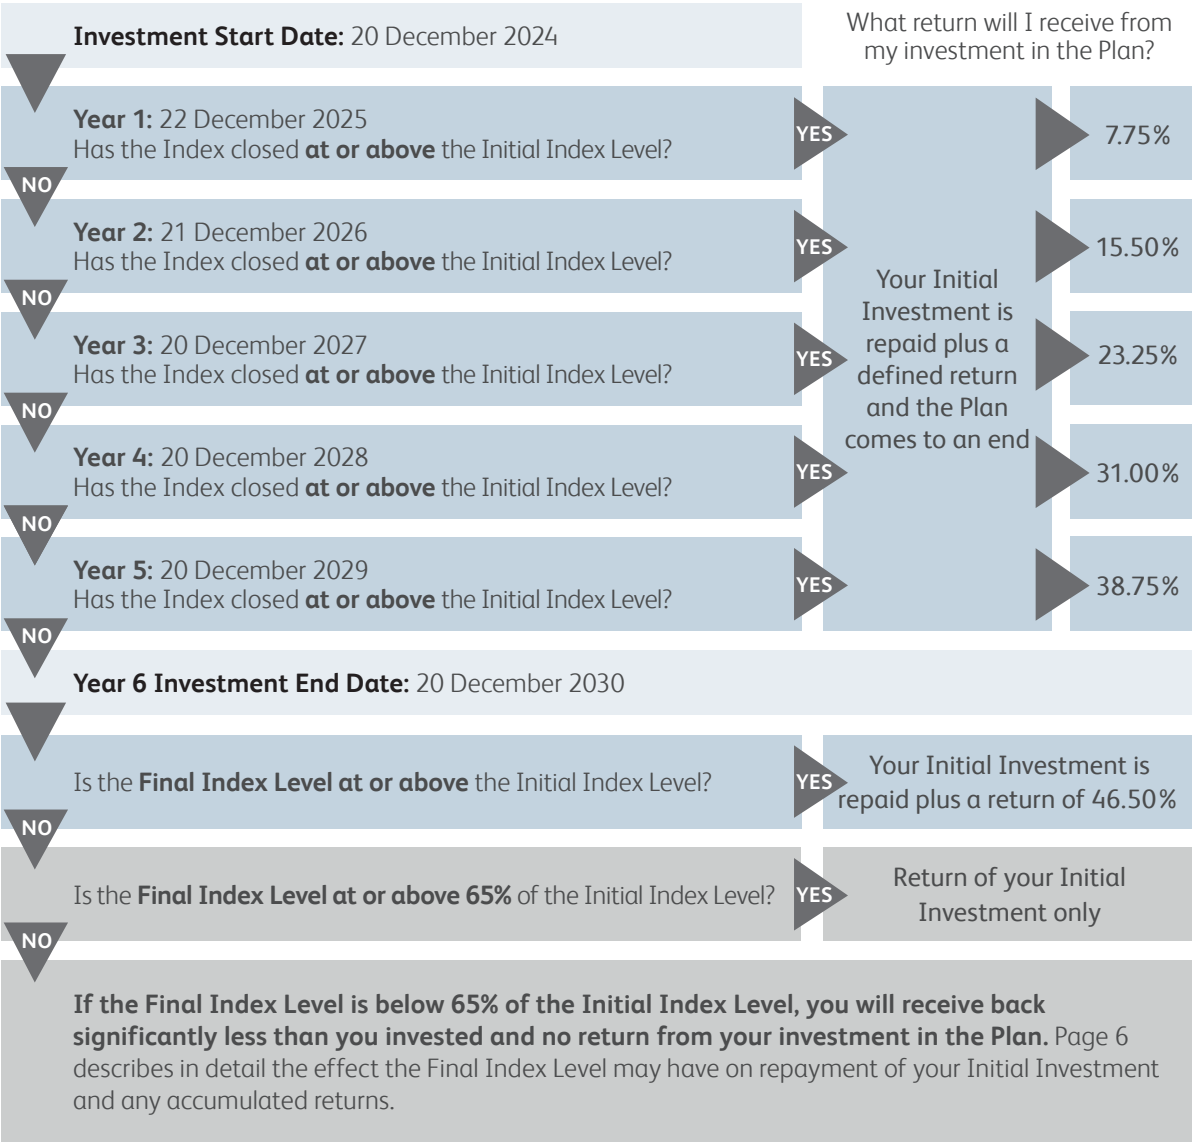 Investment Start Date: 20 December 2024
What return will I receive from
my investment in the Plan?
Year 1: 22 December 2025
Has the Index closed at or above the Initial Index Level?
YES
7.75%
NO
Year 2: 21 December 2026
Has the Index closed at or above the Initial Index Level?
YES
15.50%
NO
Year 3: 20 December 2027
Has the Index closed at or above the Initial Index Level?
YES
23.25%
NO
Year 4: 20 December 2028
Has the Index closed at or above the Initial Index Level?
YES
31.00%
NO
Year 5: 20 December 2029
Has the Index closed at or above the Initial Index Level?
YES
38.75%
Your Initial
Investment is
repaid plus a
defined return
and the Plan
comes to an end
NO
Year 6 Investment End Date: 20 December 2030
Is the Final Index Level at or above the Initial Index Level?
YES
Your Initial Investment is
repaid plus a return of 46.50%
NO
Is the Final Index Level at or above 65% of the Initial Index Level?
YES
Return of your Initial
Investment only
NO
If the Final Index Level is below 65% of the Initial Index Level, you will receive back
significantly less than you invested and no return from your investment in the Plan. Page 6
describes in detail the effect the Final Index Level may have on repayment of your Initial Investment
and any accumulated returns.